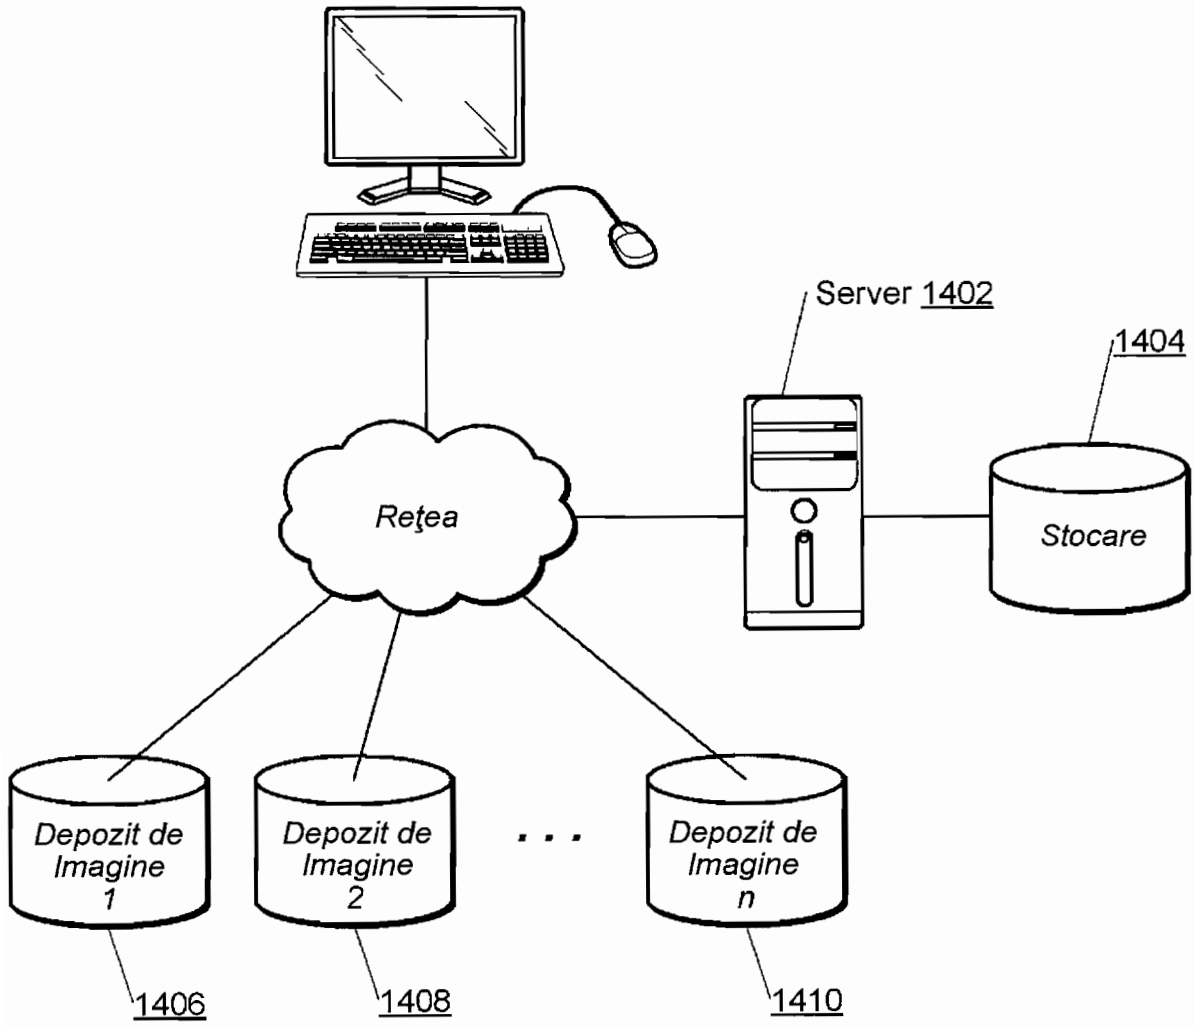 Server 1402
1404
Reţea
Stocare
Depozit de
Imagine
1
Depozit de
Imagine
2
. . .
Depozit de
Imagine
n
1406
1408
1410